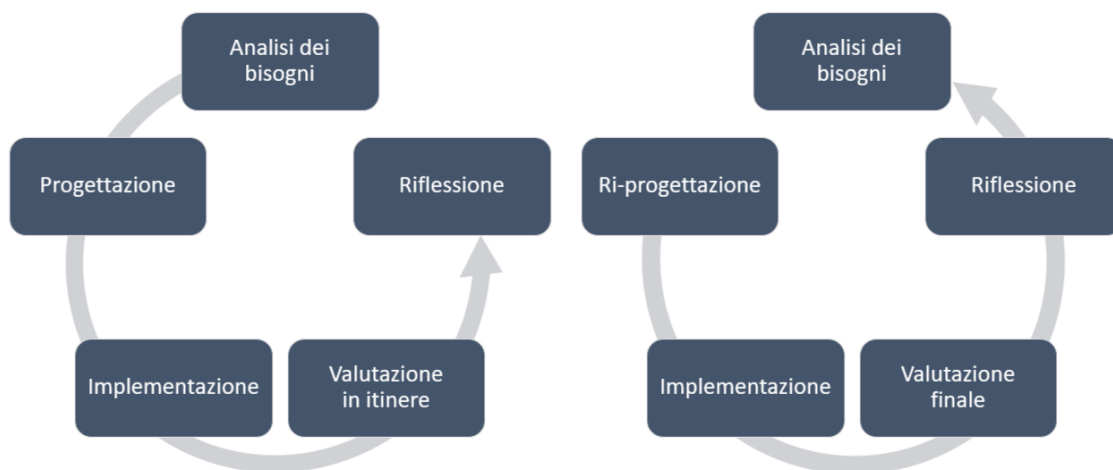 Analisi dei
bisogni
Progettazione
Riflessione
Implementazione
Valutazione
in itinere
Analisi dei
bisogni
Ri-progettazione
Riflessione
Implementazione
Valutazione
finale